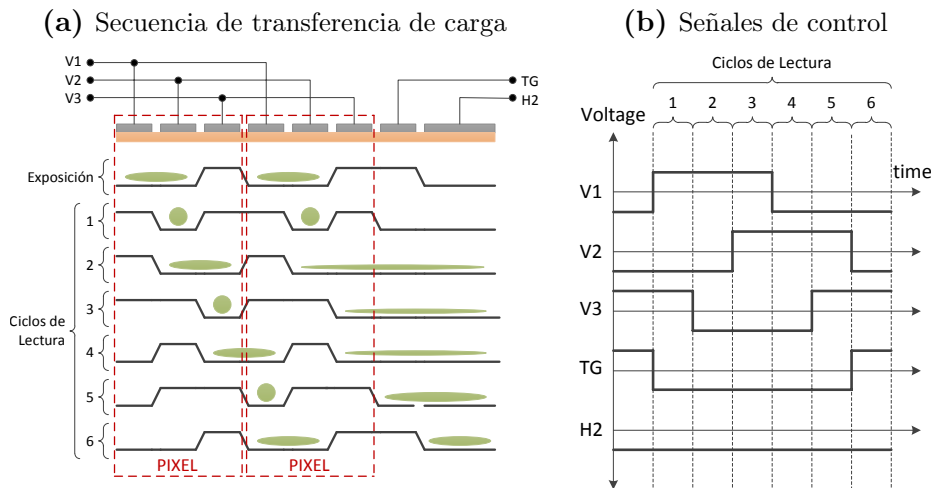 (a) Secuencia de transferencia de carga
V1
V2
V3
TG
H2
Exposición
1
2
3
4
5
6
Ciclos de
Lectura
PIXEL
PIXEL
(b) Señales de control
Ciclos de Lectura
1 2 3 4 5 6
Voltage
time
V1
V2
V3
TG
H2